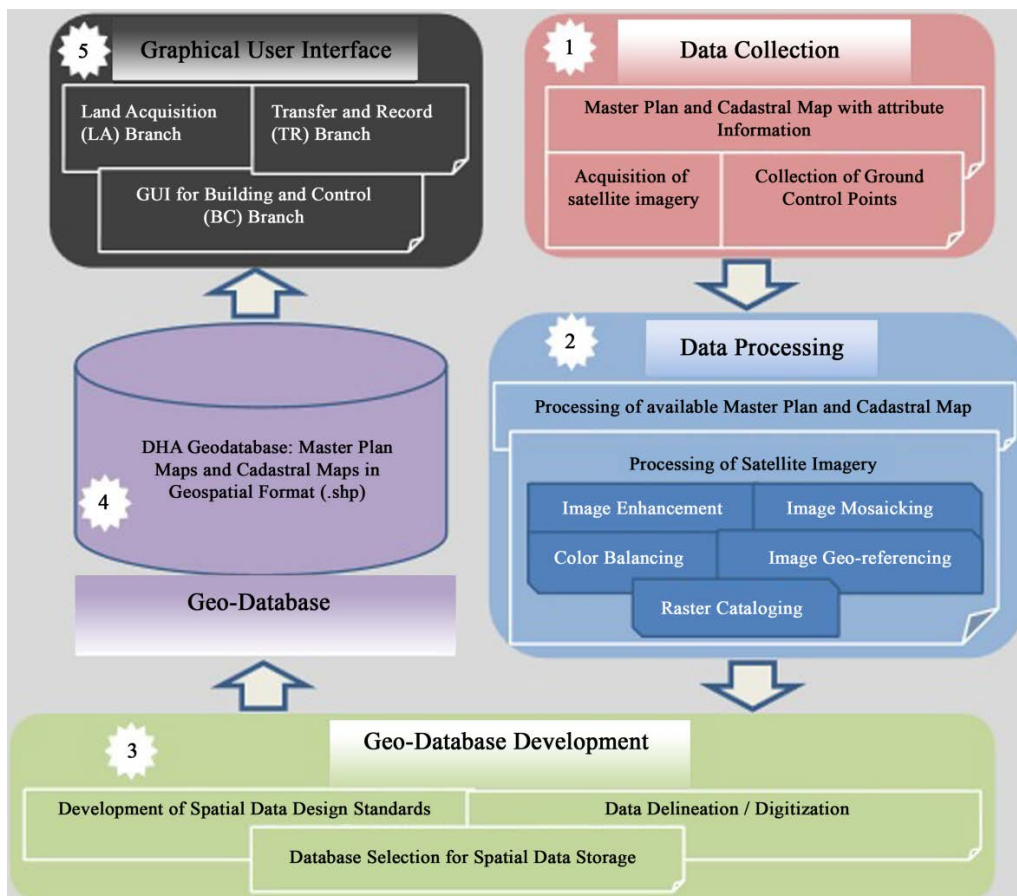 1
Data Collection
Master Plan and Cadastral Map with attribute
Information
Acquisition of
satellite imagery
Collection of Ground
Control Points
2
Data Processing
Processing of available Master Plan and Cadastral Map
Processing of Satellite Imagery
Image Enhancement
Image Mosaicking
Color Balancing
Image Geo-referencing
Raster Cataloging
3
Geo-Database Development
Development of Spatial Data Design Standards
Data Delineation / Digitization
Database Selection for Spatial Data Storage
4
DHA Geodatabase: Master Plan
Maps and Cadastral Maps in
Geospatial Format (.shp)
Geo-Database
5
Graphical User Interface
Land Acquisition
(LA) Branch
Transfer and Record
(TR) Branch
GUI for Building and Control
(BC) Branch